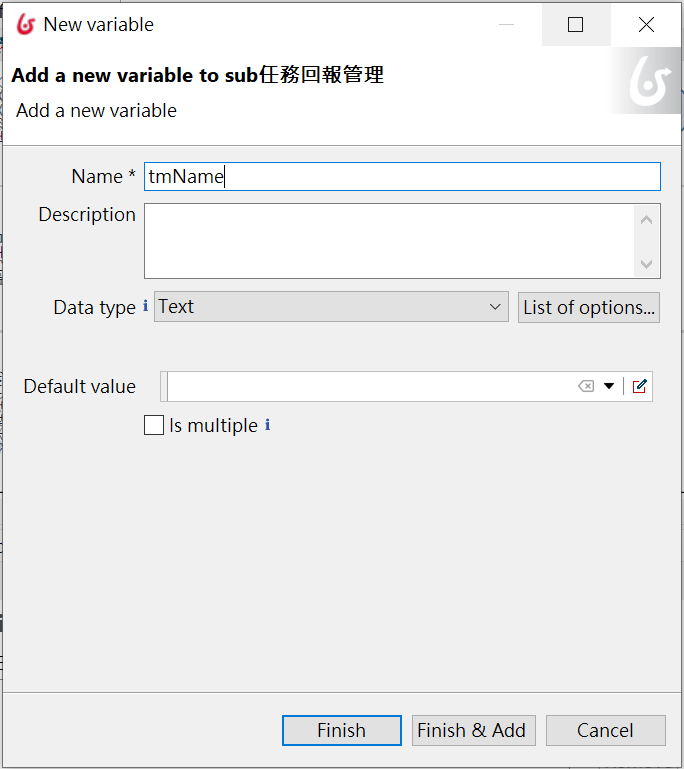 New variable
Add a new variable to sub任務回報管理
Add a new variable
Name * tmName
Description
Data type i Text List of options...
Default value
Is multiple i
Finish Finish & Add Cancel